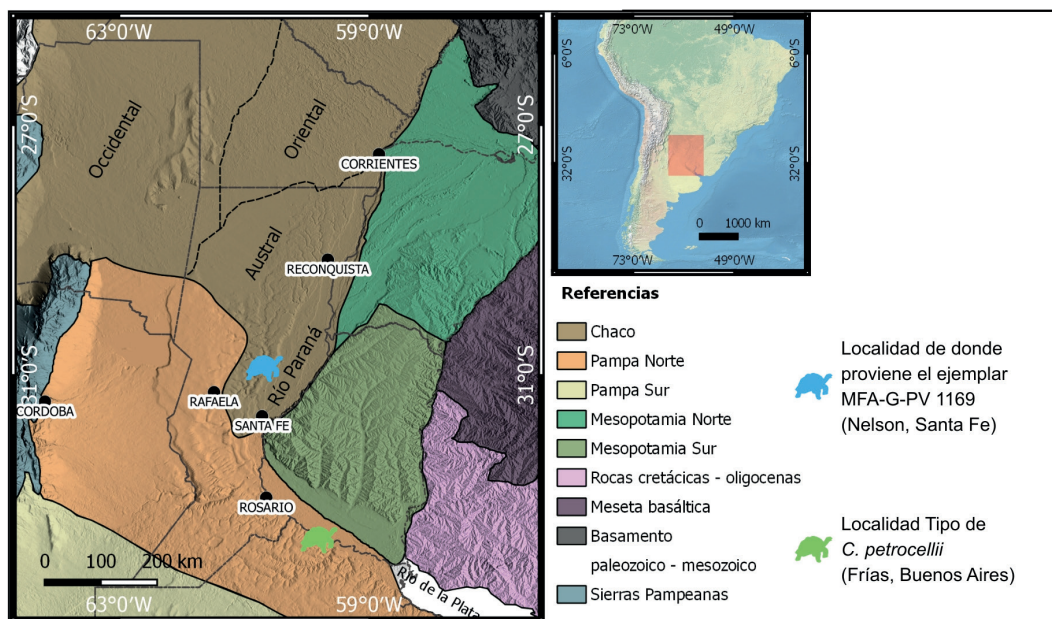 63°0'W
59°0'W
27°0'S
27°0'S
Occidental
Oriental
CORRIENTES
Austral
RECONQUISTA
Río Paraná
31°0'S
31°0'S
CORDOBA
RAFAELA
SANTA FE
ROSARIO
0 100 200 km
Río de la Plata
63°0'W
59°0'W
73°0'W
49°0'W
6°0'S
6°0'S
32°0'S
32°0'S
0 1000 km
73°0'W
49°0'W
Referencias
Chaco
Pampa Norte
Pampa Sur
Mesopotamia Norte
Mesopotamia Sur
Rocas cretácicas - oligocenas
Meseta basáltica
Basamento
paleozoico - mesozoico
Sierras Pampeanas
Localidad de donde
proviene el ejemplar
MFA-G-PV 1169
(Nelson, Santa Fe)
Localidad Tipo de
C. petrocellii
(Frías, Buenos Aires)